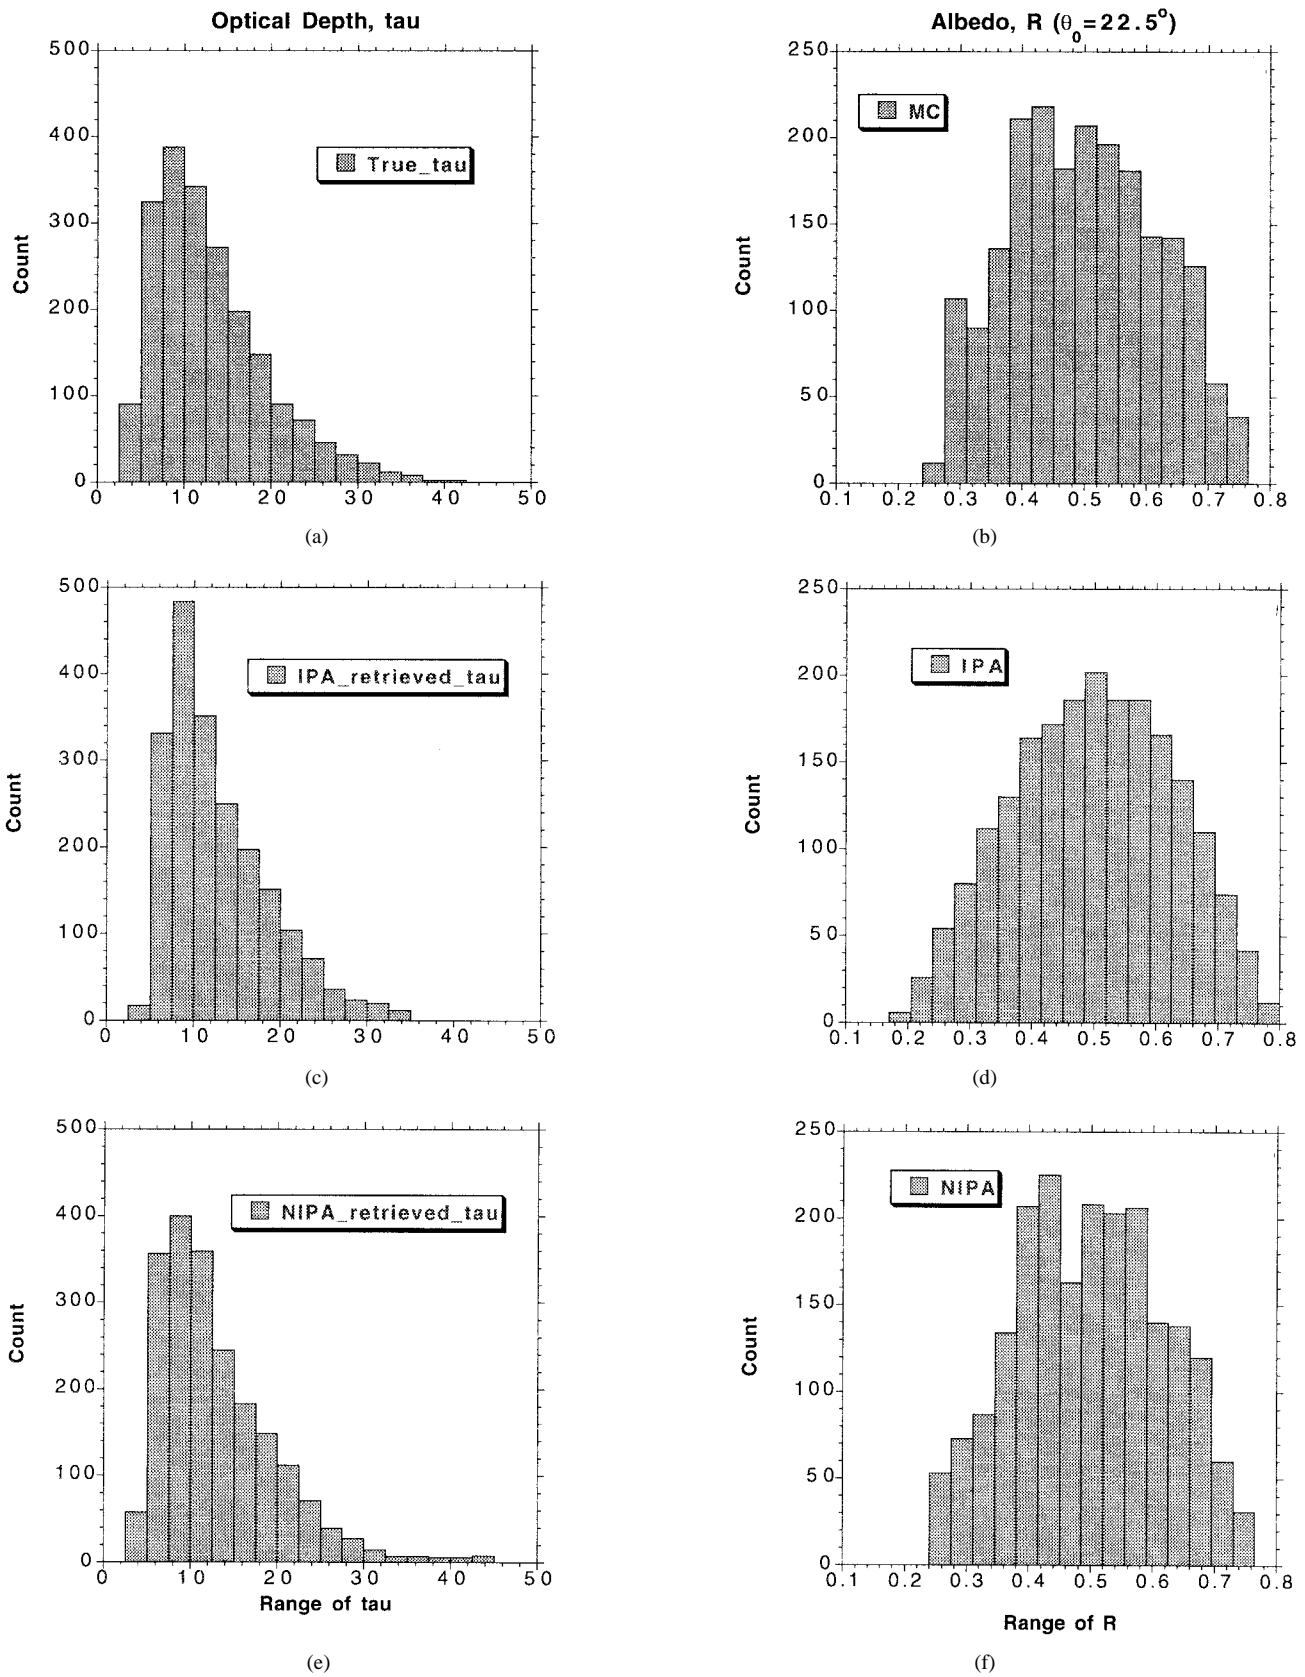 Optical Depth, tau
500
400
300
200
100
0
Count
True_tau
0 10 20 30 40 50
(a)
Albedo, R (θ0=22.5°)
250
200
150
100
50
0
Count
MC
0.1 0.2 0.3 0.4 0.5 0.6 0.7 0.8
(b)
500
400
300
200
100
0
Count
IPA_retrieved_tau
0 10 20 30 40 50
(c)
250
200
150
100
50
0
Count
IPA
0.1 0.2 0.3 0.4 0.5 0.6 0.7 0.8
(d)
500
400
300
200
100
0
Count
NIPA_retrieved_tau
0 10 20 30 40 50
Range of tau
(e)
250
200
150
100
50
0
Count
NIPA
0.1 0.2 0.3 0.4 0.5 0.6 0.7 0.8
Range of R
(f)